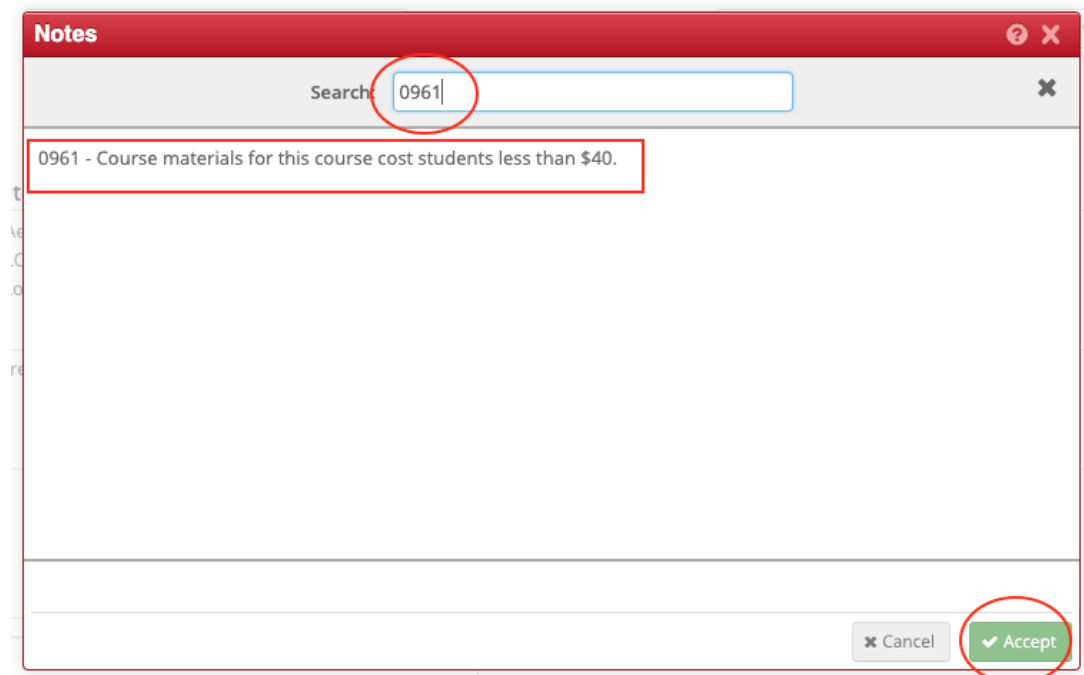 Notes
Search: 0961
0961 - Course materials for this course cost students less than $40.
Cancel
Accept